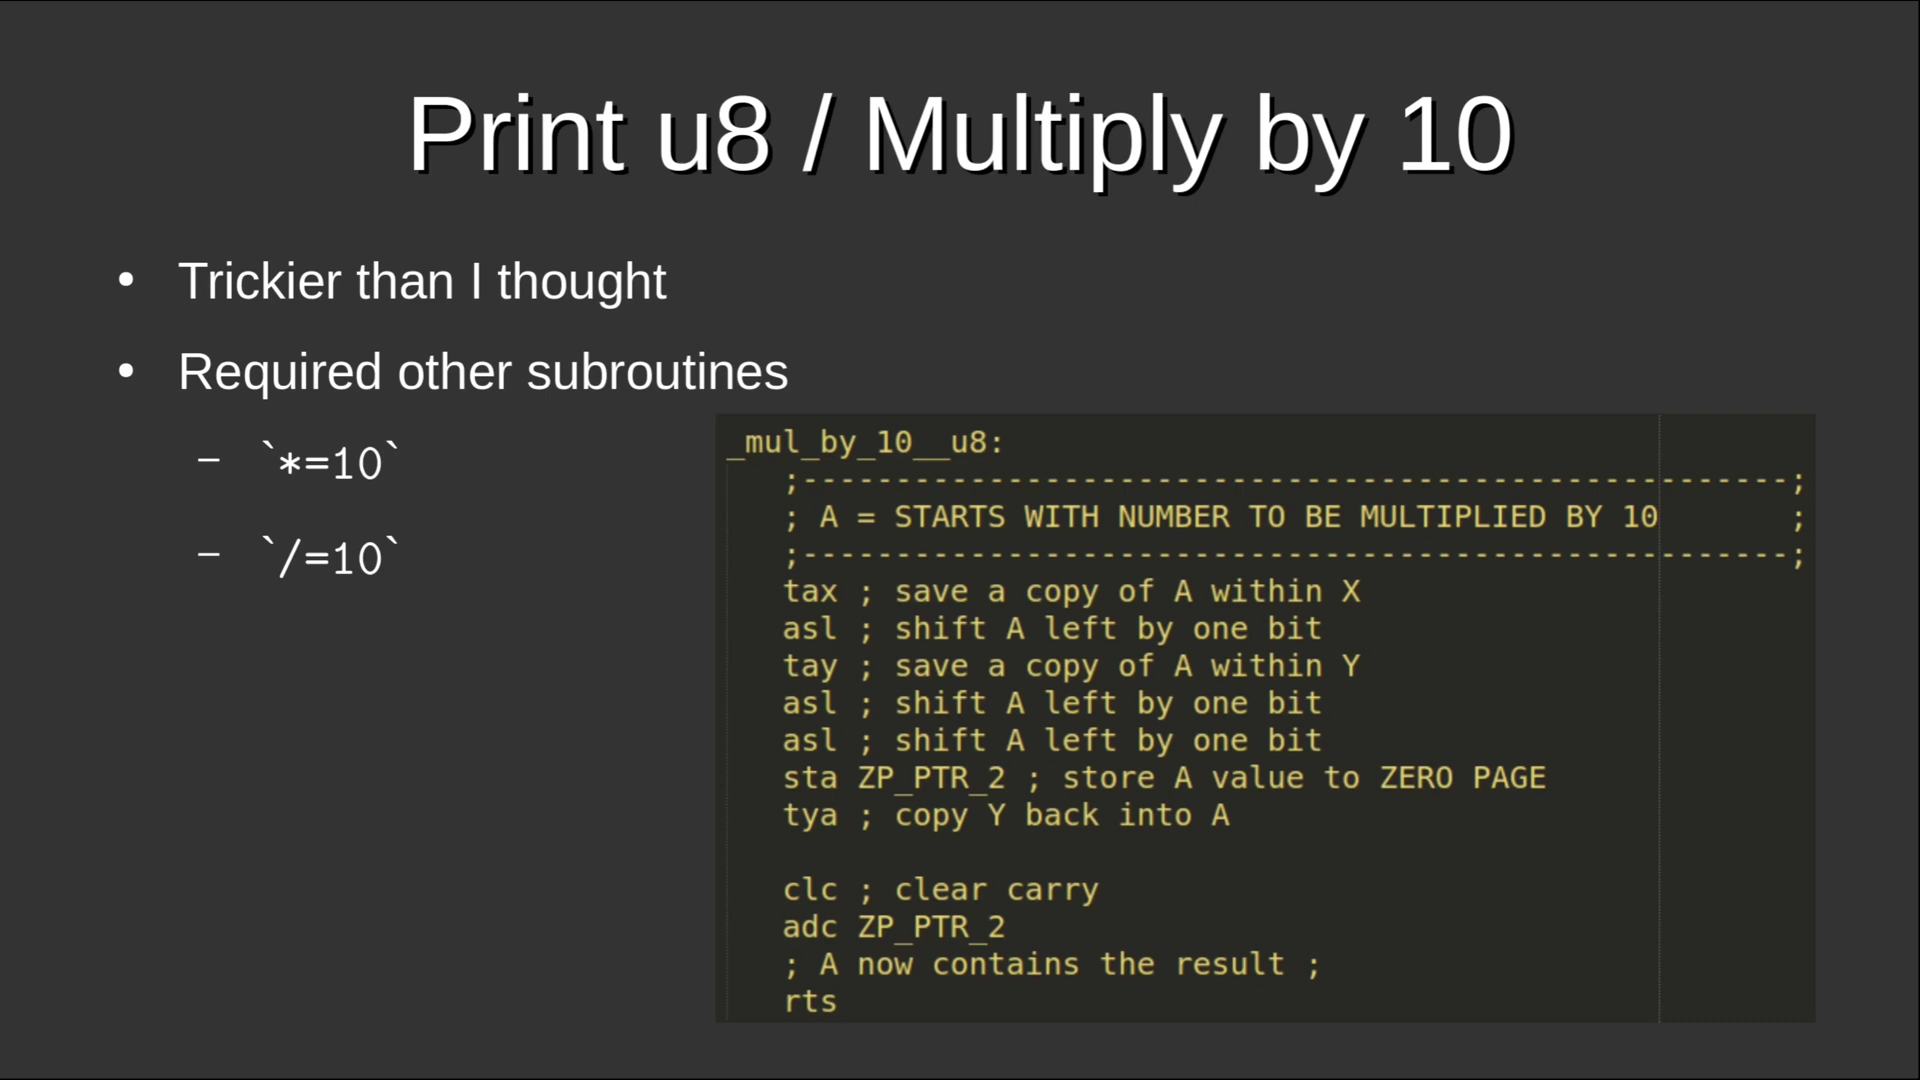 Print u8 / Multiply by 10
• Trickier than I thought
• Required other subroutines
– `*=10`
– `/=10`
_mul_by_10__u8:
;-----------------------------------------------------;
; A = STARTS WITH NUMBER TO BE MULTIPLIED BY 10       ;
;-----------------------------------------------------;
tax ; save a copy of A within X
asl ; shift A left by one bit
tay ; save a copy of A within Y
asl ; shift A left by one bit
asl ; shift A left by one bit
sta ZP_PTR_2 ; store A value to ZERO PAGE
tya ; copy Y back into A
clc ; clear carry
adc ZP_PTR_2
; A now contains the result ;
rts